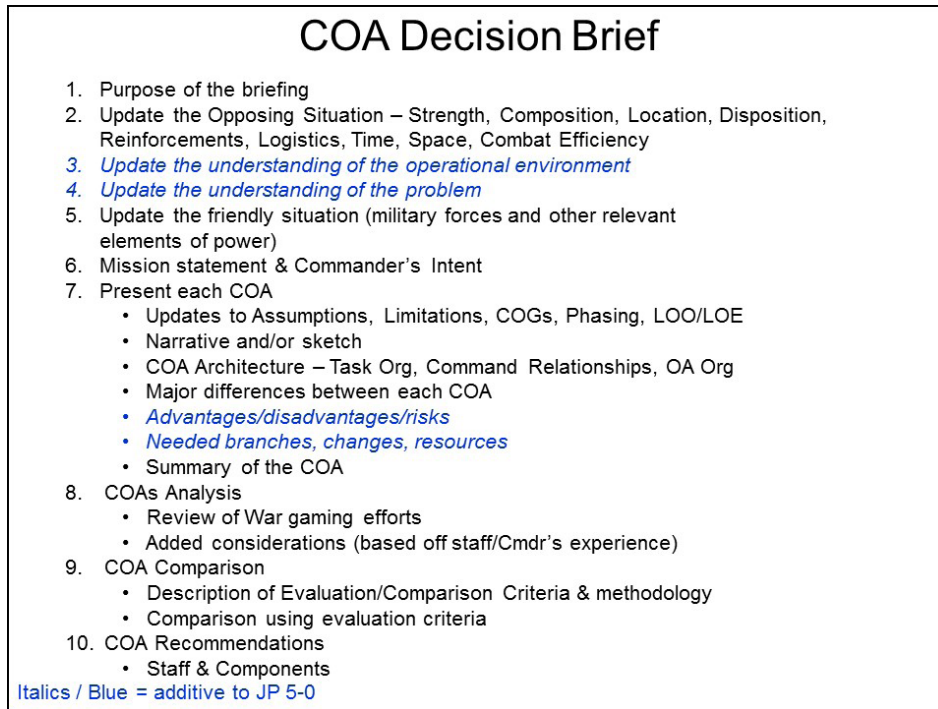 COA Decision Brief
1. Purpose of the briefing
2. Update the Opposing Situation – Strength, Composition, Location, Disposition,
Reinforcements, Logistics, Time, Space, Combat Efficiency
3. Update the understanding of the operational environment
4. Update the understanding of the problem
5. Update the friendly situation (military forces and other relevant
elements of power)
6. Mission statement & Commander's Intent
7. Present each COA
• Updates to Assumptions, Limitations, COGs, Phasing, LOO/LOE
• Narrative and/or sketch
• COA Architecture – Task Org, Command Relationships, OA Org
• Major differences between each COA
• Advantages/disadvantages/risks
• Needed branches, changes, resources
• Summary of the COA
8. COAs Analysis
• Review of War gaming efforts
• Added considerations (based off staff/Cmdr's experience)
9. COA Comparison
• Description of Evaluation/Comparison Criteria & methodology
• Comparison using evaluation criteria
10. COA Recommendations
• Staff & Components
Italics / Blue = additive to JP 5-0